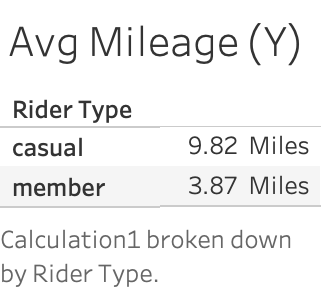 Avg Mileage (Y)
Rider Type
casual 9.82 Miles
member 3.87 Miles
Calculation1 broken down
by Rider Type.